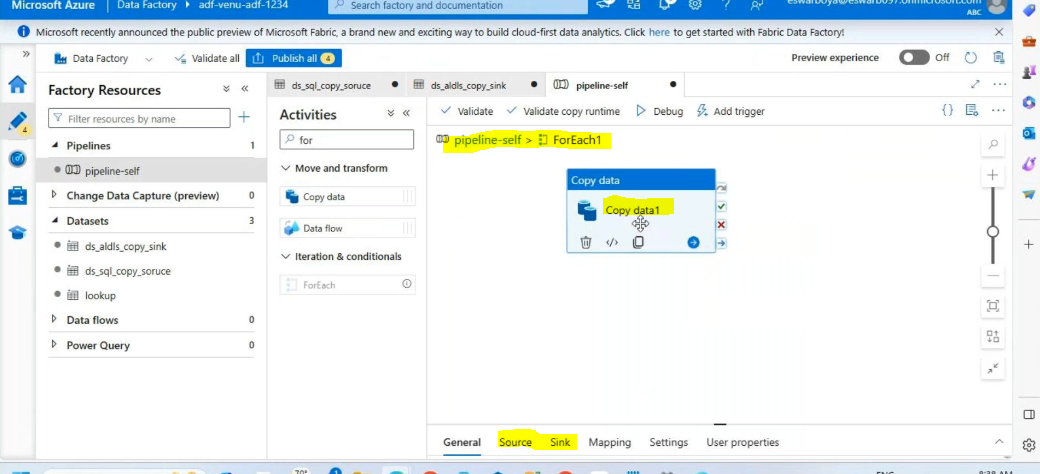 Microsoft Azure
Data Factory
adf-venu-adf-1234
Search factory and documentation
eswarboya@eswarb097.onmicrosoft.com
ABC
Microsoft recently announced the public preview of Microsoft Fabric, a brand new and exciting way to build cloud-first data analytics. Click here to get started with Fabric Data Factory!
Data Factory
Validate all
Publish all 4
Preview experience
Off
4
Factory Resources
Filter resources by name
Pipelines 1
pipeline-self
Change Data Capture (preview) 0
Datasets 3
ds_aldls_copy_sink
ds_sql_copy_soruce
lookup
Data flows 0
Power Query 0
ds_sql_copy_soruce
ds_aldls_copy_sink
pipeline-self
Activities
for
Move and transform
Copy data
Data flow
Iteration & conditionals
ForEach
Validate
Validate copy runtime
Debug
Add trigger
pipeline-self > ForEach1
Copy data
Copy data1
General
Source
Sink
Mapping
Settings
User properties